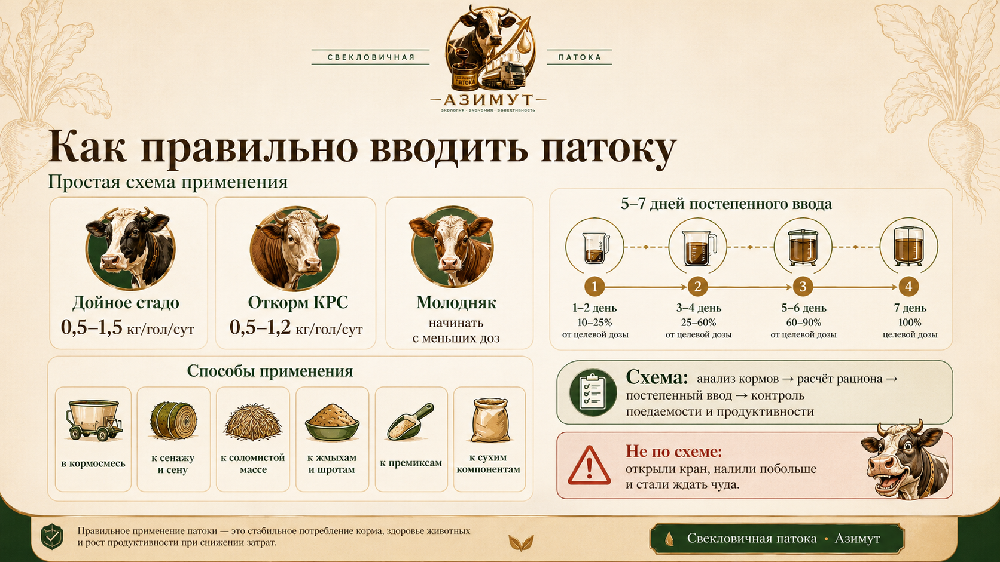 СВЕКЛОВИЧНАЯ
ПАТОКА
ПАТОКА
АЗИМУТ
ЭКОЛОГИЯ · ЭКОНОМИЯ · ЭФФЕКТИВНОСТЬ
Как правильно вводить патоку
Простая схема применения
Дойное стадо
0,5–1,5 кг/гол/сут
Откорм КРС
0,5–1,2 кг/гол/сут
Молодняк
начинать
с меньших доз
5–7 дней постепенного ввода
1
1–2 день
10–25%
от целевой дозы
2
3–4 день
25–60%
от целевой дозы
3
5–6 день
60–90%
от целевой дозы
4
7 день
100%
целевой дозы
Способы применения
в кормосмесь
к сенажу
и сену
к соломистой
массе
к жмыхам
и шротам
к премиксам
к сухим
компонентам
Схема: анализ кормов → расчёт рациона →
постепенный ввод → контроль
поедаемости и продуктивности
Не по схеме:
открыли кран, налили побольше
и стали ждать чуда.
Правильное применение патоки — это стабильное потребление корма, здоровье животных
и рост продуктивности при снижении затрат.
Свекловичная патока • Азимут